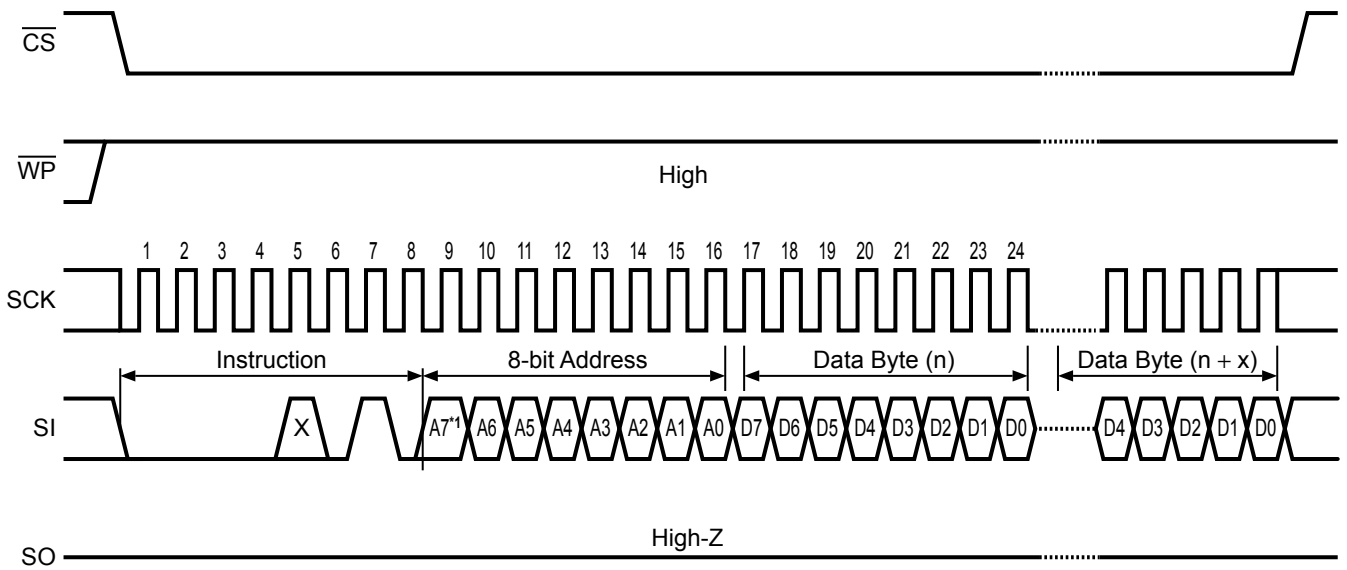 C̅S̅
W̅P̅
High
1 2 3 4 5 6 7 8 9 10 11 12 13 14 15 16 17 18 19 20 21 22 23 24
SCK
Instruction 8-bit Address Data Byte (n) Data Byte (n + x)
SI X A7*1 A6 A5 A4 A3 A2 A1 A0 D7 D6 D5 D4 D3 D2 D1 D0 D4 D3 D2 D1 D0
High-Z
SO